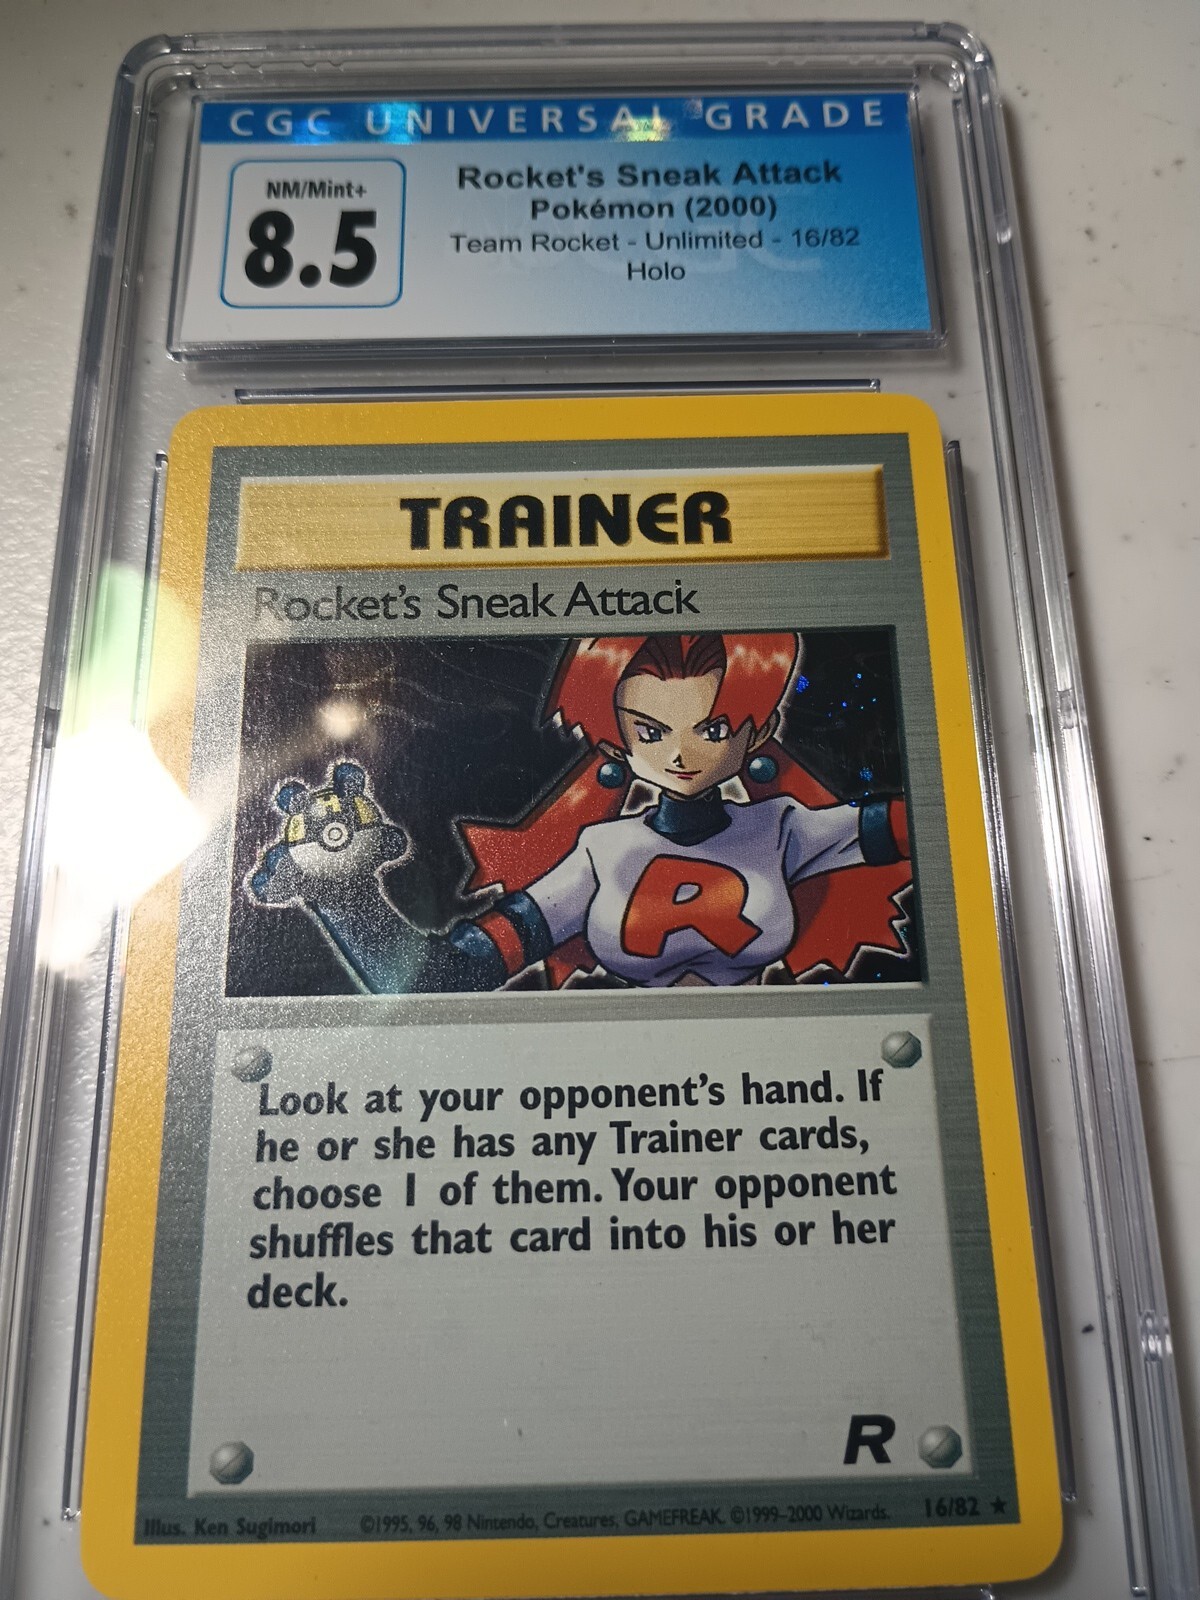 CGC UNIVERSAL GRADE
NM/Mint+
8.5
Rocket's Sneak Attack
Pokémon (2000)
Team Rocket - Unlimited - 16/82
Holo
TRAINER
Rocket's Sneak Attack
R
Look at your opponent's hand. If
he or she has any Trainer cards,
choose 1 of them. Your opponent
shuffles that card into his or her
deck.
R
Illus. Ken Sugimori ©1995, 96, 98 Nintendo, Creatures, GAMEFREAK. ©1999–2000 Wizards. 16/82 ★